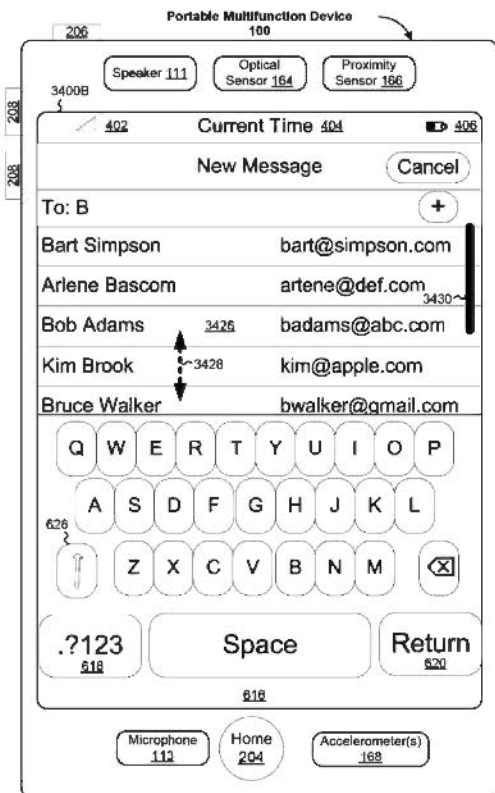 Portable Multifunction Device
100
206
Speaker 111
Optical Sensor 164
Proximity Sensor 166
3400B
208
208
402 Current Time 404 406
New Message Cancel
To: B +
Bart Simpson bart@simpson.com
Arlene Bascom artene@def.com
3430
Bob Adams 3426 badams@abc.com
Kim Brook 3428 kim@apple.com
Bruce Walker bwalker@gmail.com
Q W E R T Y U I O P
A S D F G H J K L
626
Z X C V B N M
.?123 618 Space Return 620
616
Microphone 113
Home 204
Accelerometer(s) 168